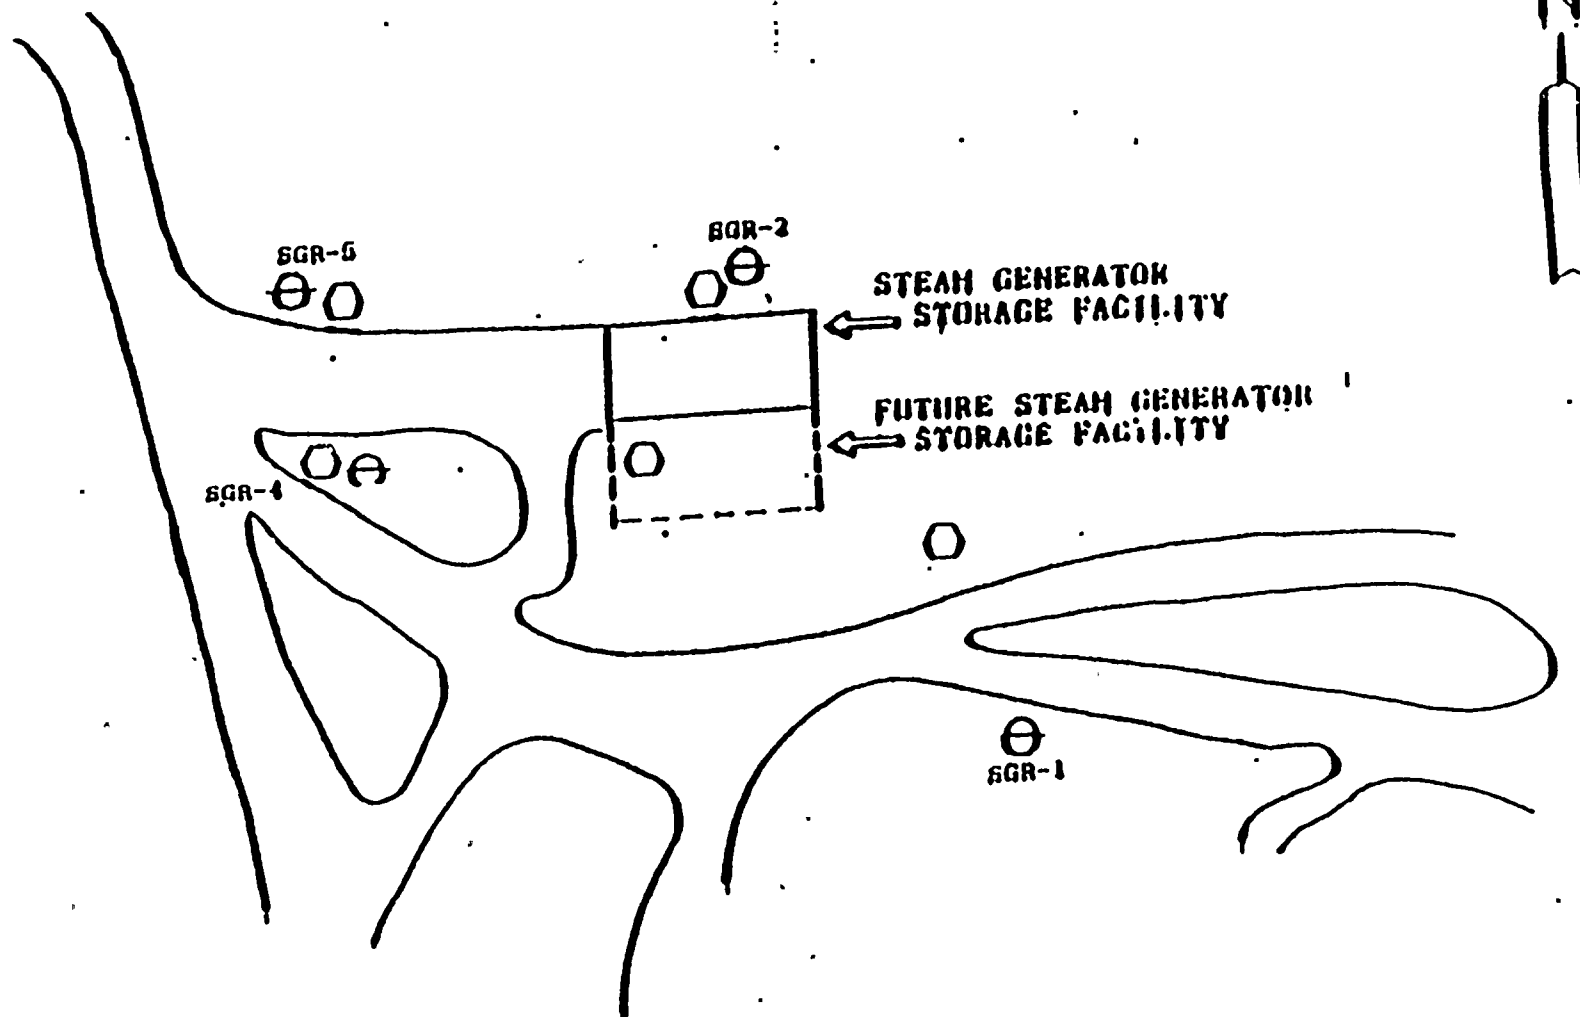 SGR-2
SGR-5
STEAM GENERATOR
STORAGE FACILITY
FUTURE STEAM GENERATOR
STORAGE FACILITY
SGR-4
SGR-1